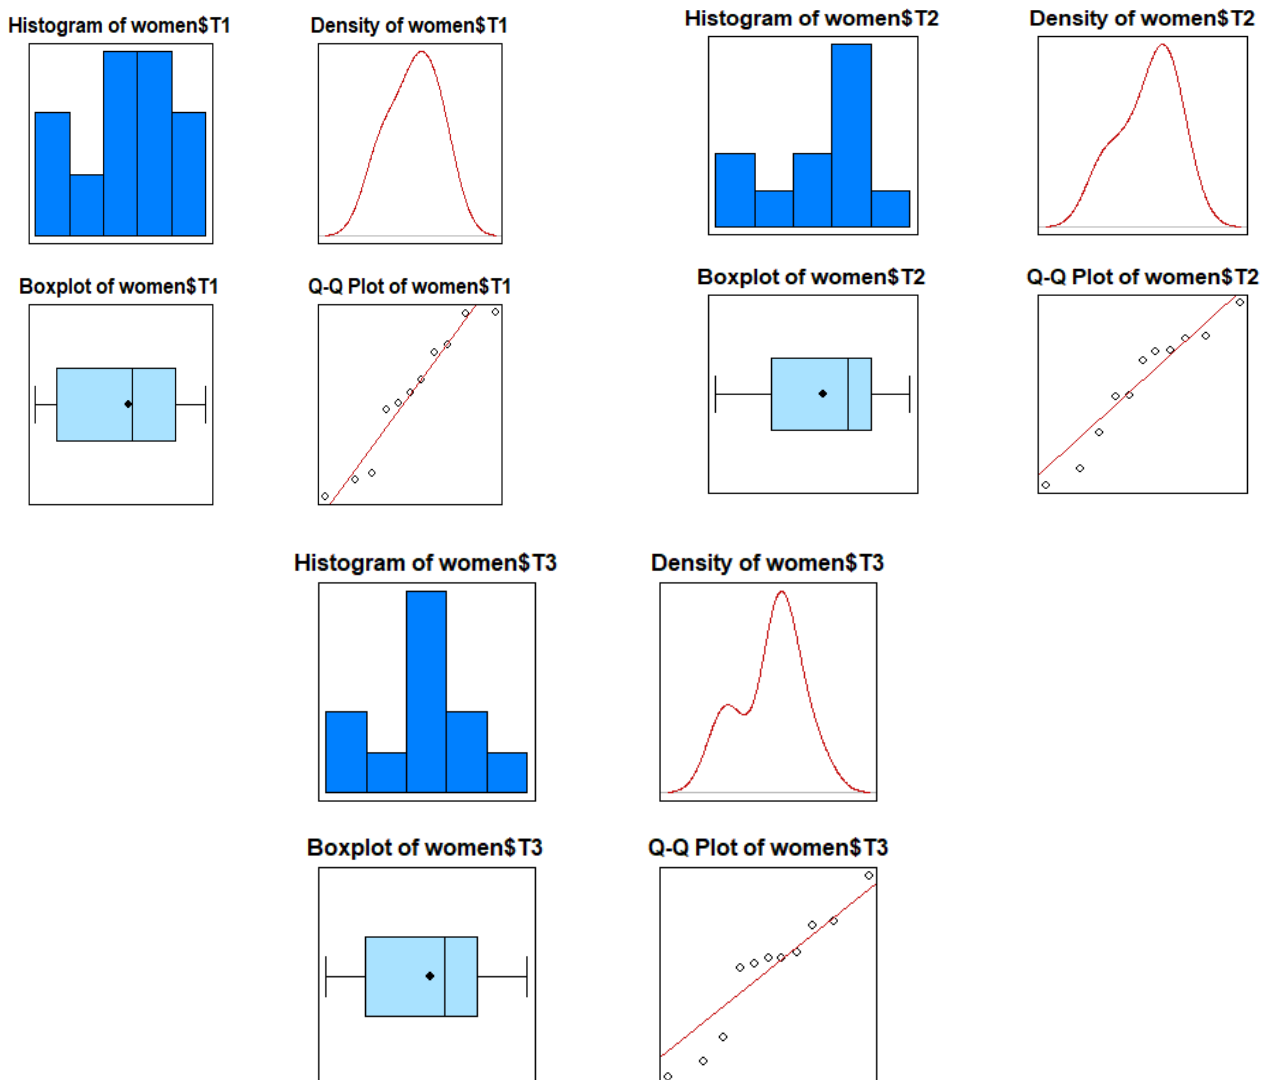 Histogram of women$T1
Density of women$T1
Histogram of women$T2
Density of women$T2
Boxplot of women$T1
Q-Q Plot of women$T1
Boxplot of women$T2
Q-Q Plot of women$T2
Histogram of women$T3
Density of women$T3
Boxplot of women$T3
Q-Q Plot of women$T3